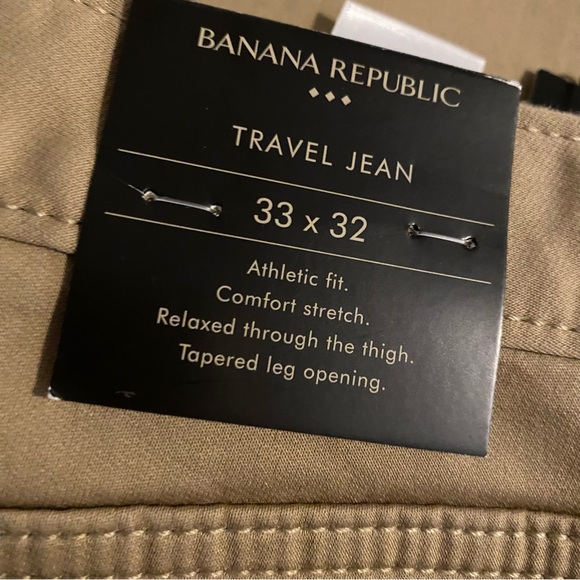 BANANA REPUBLIC
TRAVEL JEAN
33 x 32
Athletic fit.
Comfort stretch.
Relaxed through the thigh.
Tapered leg opening.